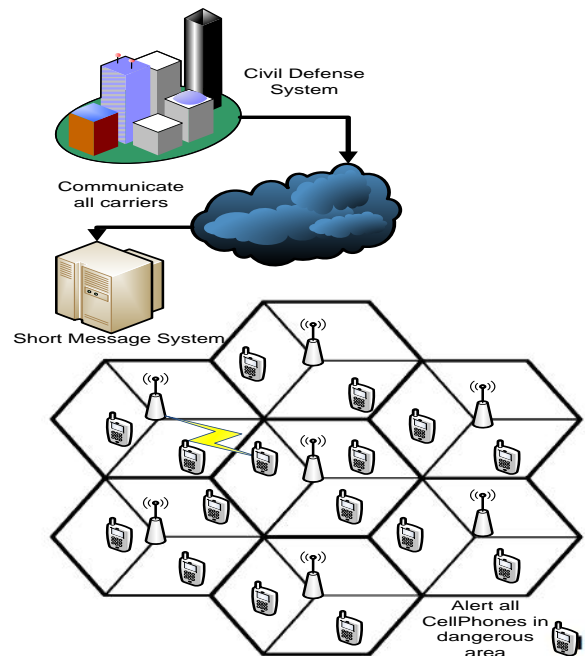 Civil Defense
System
Communicate
all carriers
Short Message System
Alert all
CellPhones in
dangerous
area